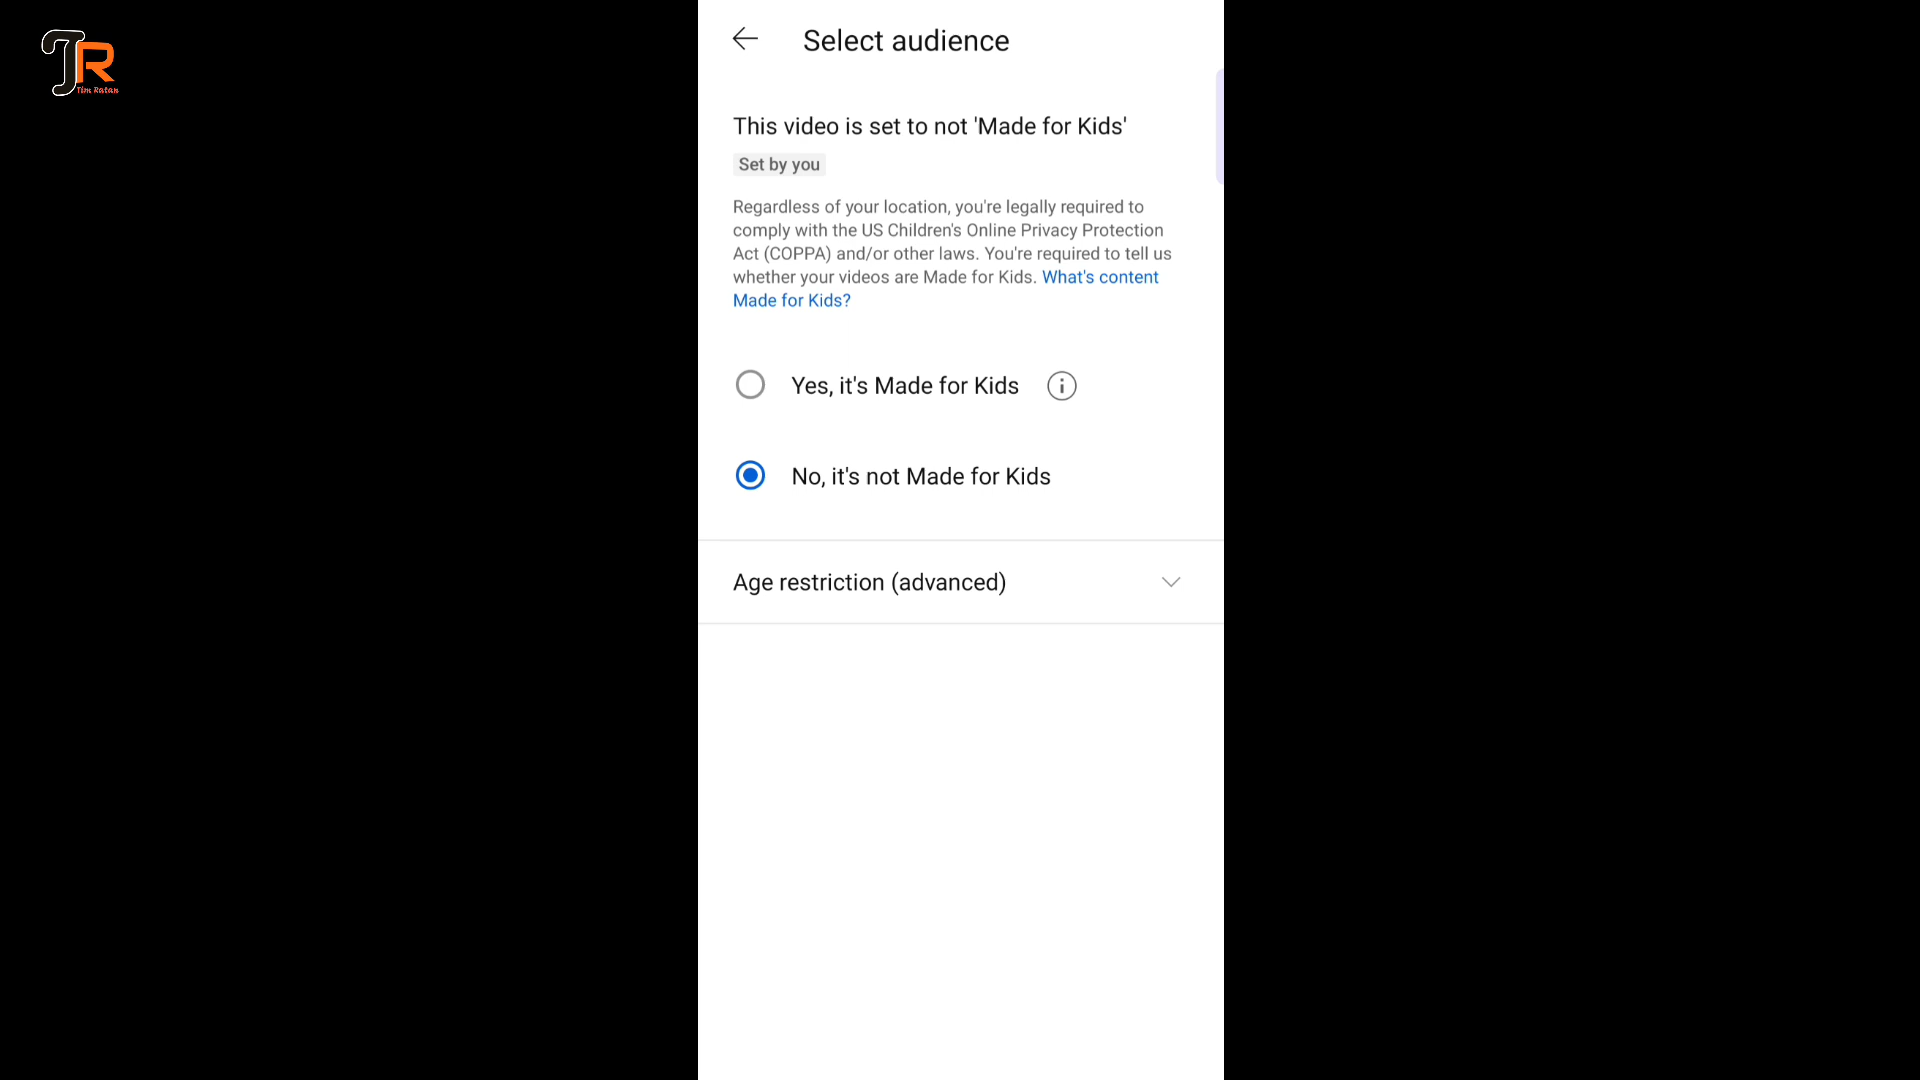 JR
Tim Ratan
Select audience
This video is set to not 'Made for Kids'
Set by you
Regardless of your location, you're legally required to
comply with the US Children's Online Privacy Protection
Act (COPPA) and/or other laws. You're required to tell us
whether your videos are Made for Kids. What's content
Made for Kids?
Yes, it's Made for Kids
No, it's not Made for Kids
Age restriction (advanced)